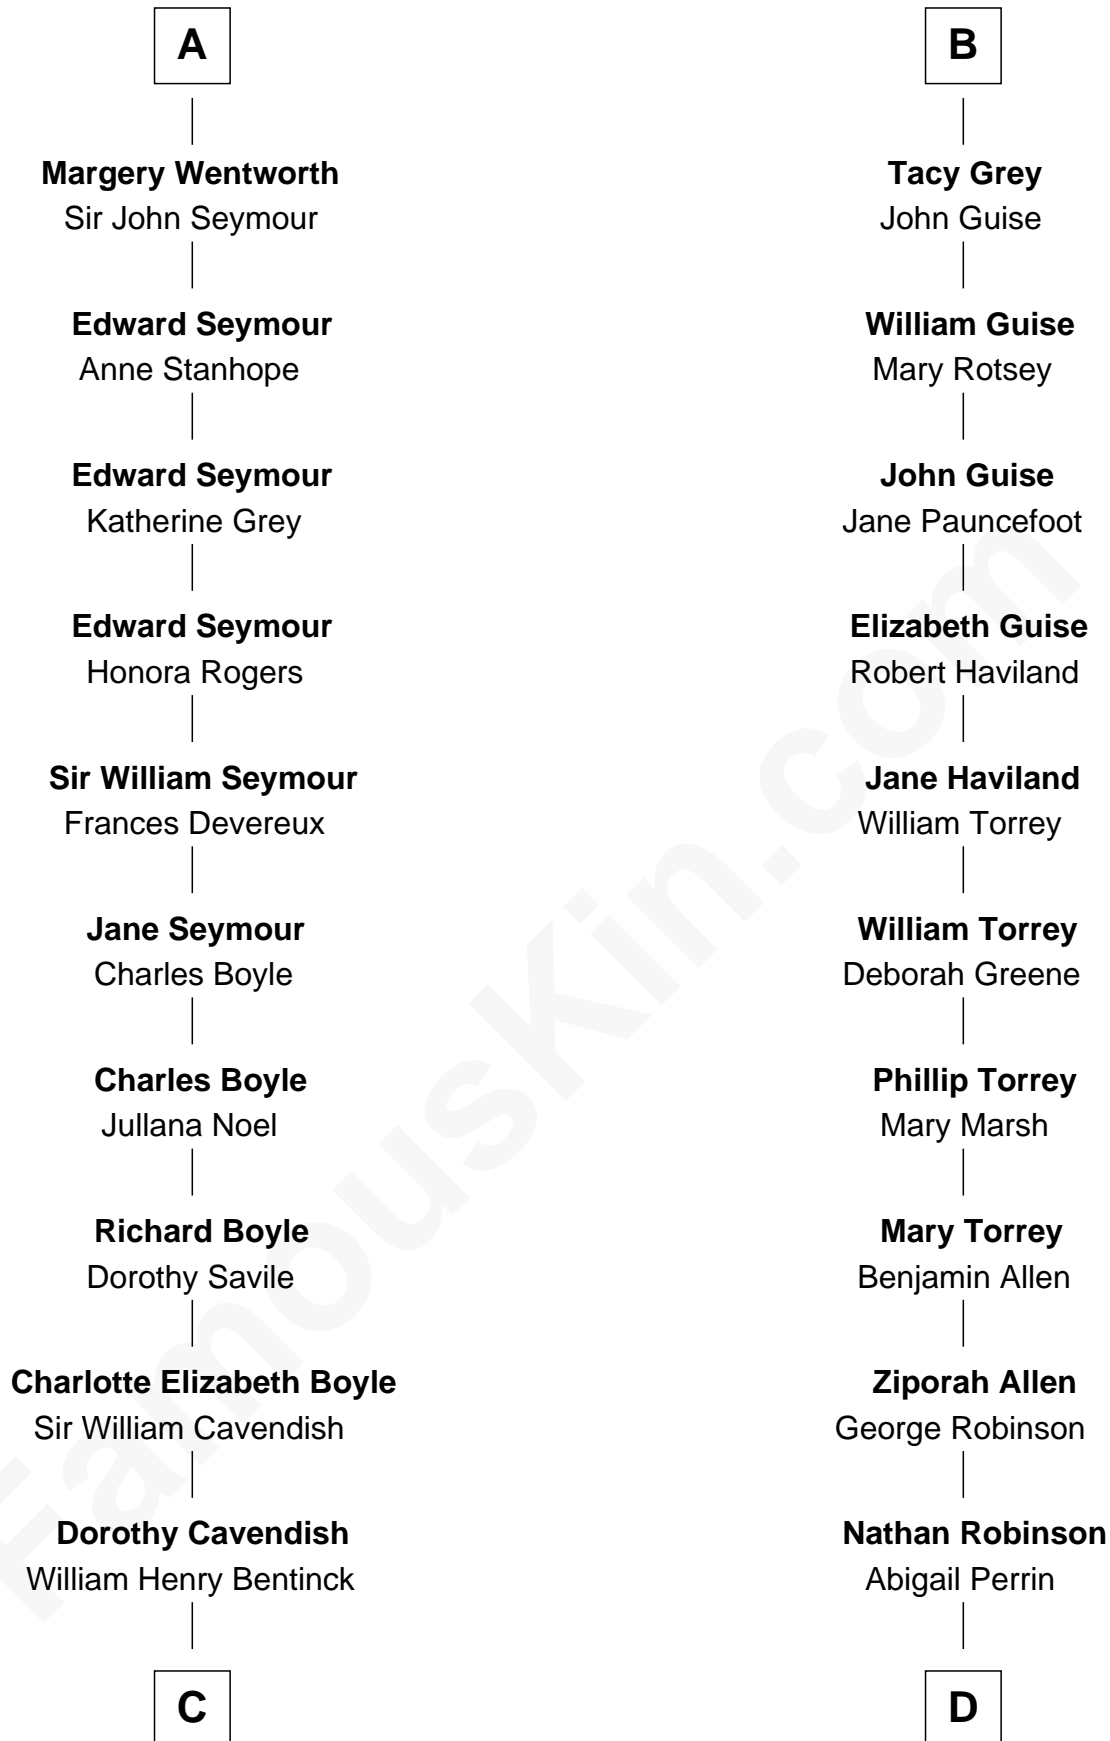 A
Margery Wentworth
Sir John Seymour
Edward Seymour
Anne Stanhope
Edward Seymour
Katherine Grey
Edward Seymour
Honora Rogers
Sir William Seymour
Frances Devereux
Jane Seymour
Charles Boyle
Charles Boyle
Jullana Noel
Richard Boyle
Dorothy Savile
Charlotte Elizabeth Boyle
Sir William Cavendish
Dorothy Cavendish
William Henry Bentinck
C
B
Tacy Grey
John Guise
William Guise
Mary Rotsey
John Guise
Jane Pauncefoot
Elizabeth Guise
Robert Haviland
Jane Haviland
William Torrey
William Torrey
Deborah Greene
Phillip Torrey
Mary Marsh
Mary Torrey
Benjamin Allen
Ziporah Allen
George Robinson
Nathan Robinson
Abigail Perrin
D
FamousKin.com